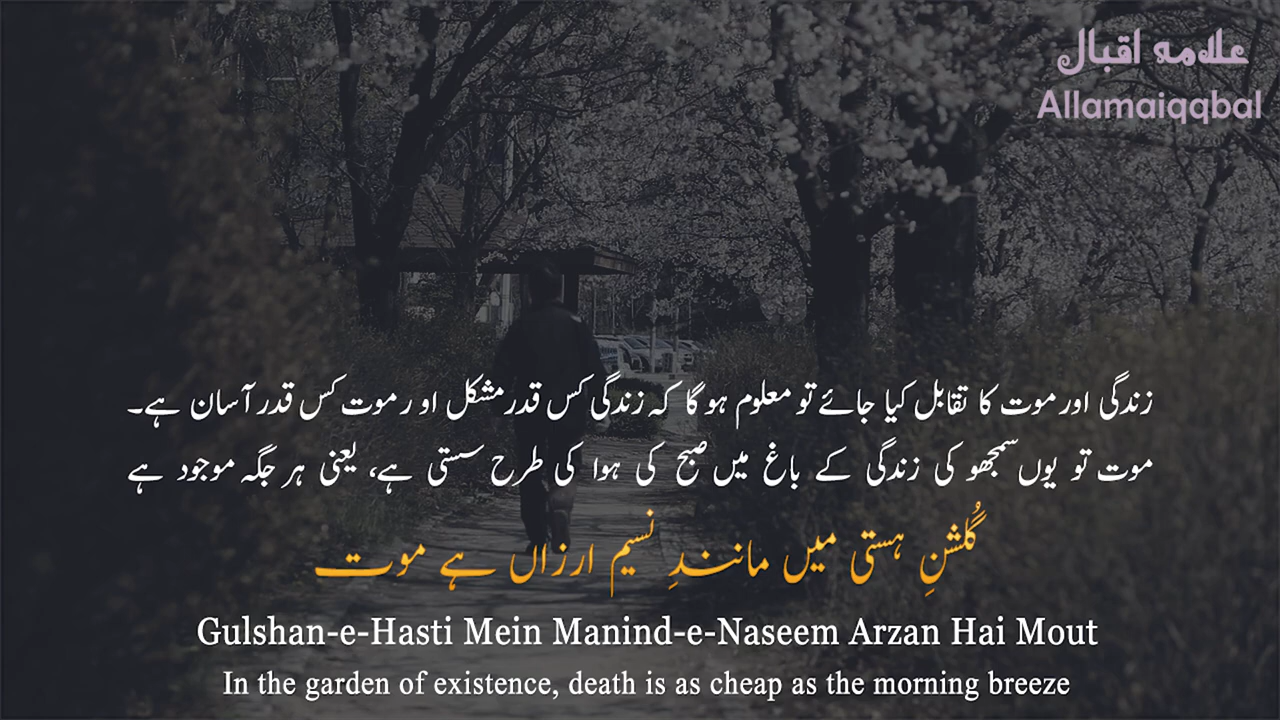 علامہ اقبال
Allamaiqqbal
زندگی اور موت کا تقابل کیا جائے تو معلوم ہو گا کہ زندگی کس قدر مشکل او ر موت کس قدر آسان ہے۔
موت تو یوں سمجھو کی زندگی کے باغ میں صبح کی ہوا کی طرح سستی ہے، یعنی ہر جگہ موجود ہے
گُلشنِ ہستی میں مانندِ نسیم ارزاں ہے موت
Gulshan-e-Hasti Mein Manind-e-Naseem Arzan Hai Mout
In the garden of existence, death is as cheap as the morning breeze